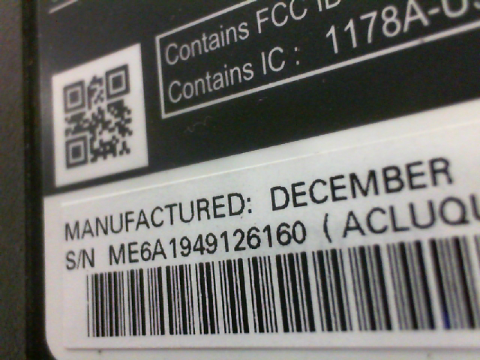 Contains FCC ID
Contains IC : 1178A-U
MANUFACTURED: DECEMBER
S/N ME6A1949126160 ( ACLUQU